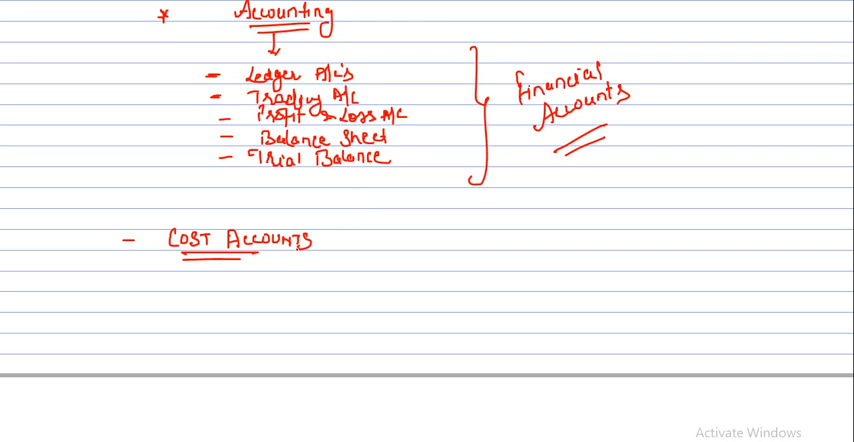 * Accounting
- Ledger A/c's
- Trading A/c
- Profit & Loss A/c
- Balance Sheet
- Trial Balance
Financial
Accounts
- COST ACCOUNTS
Activate Windows